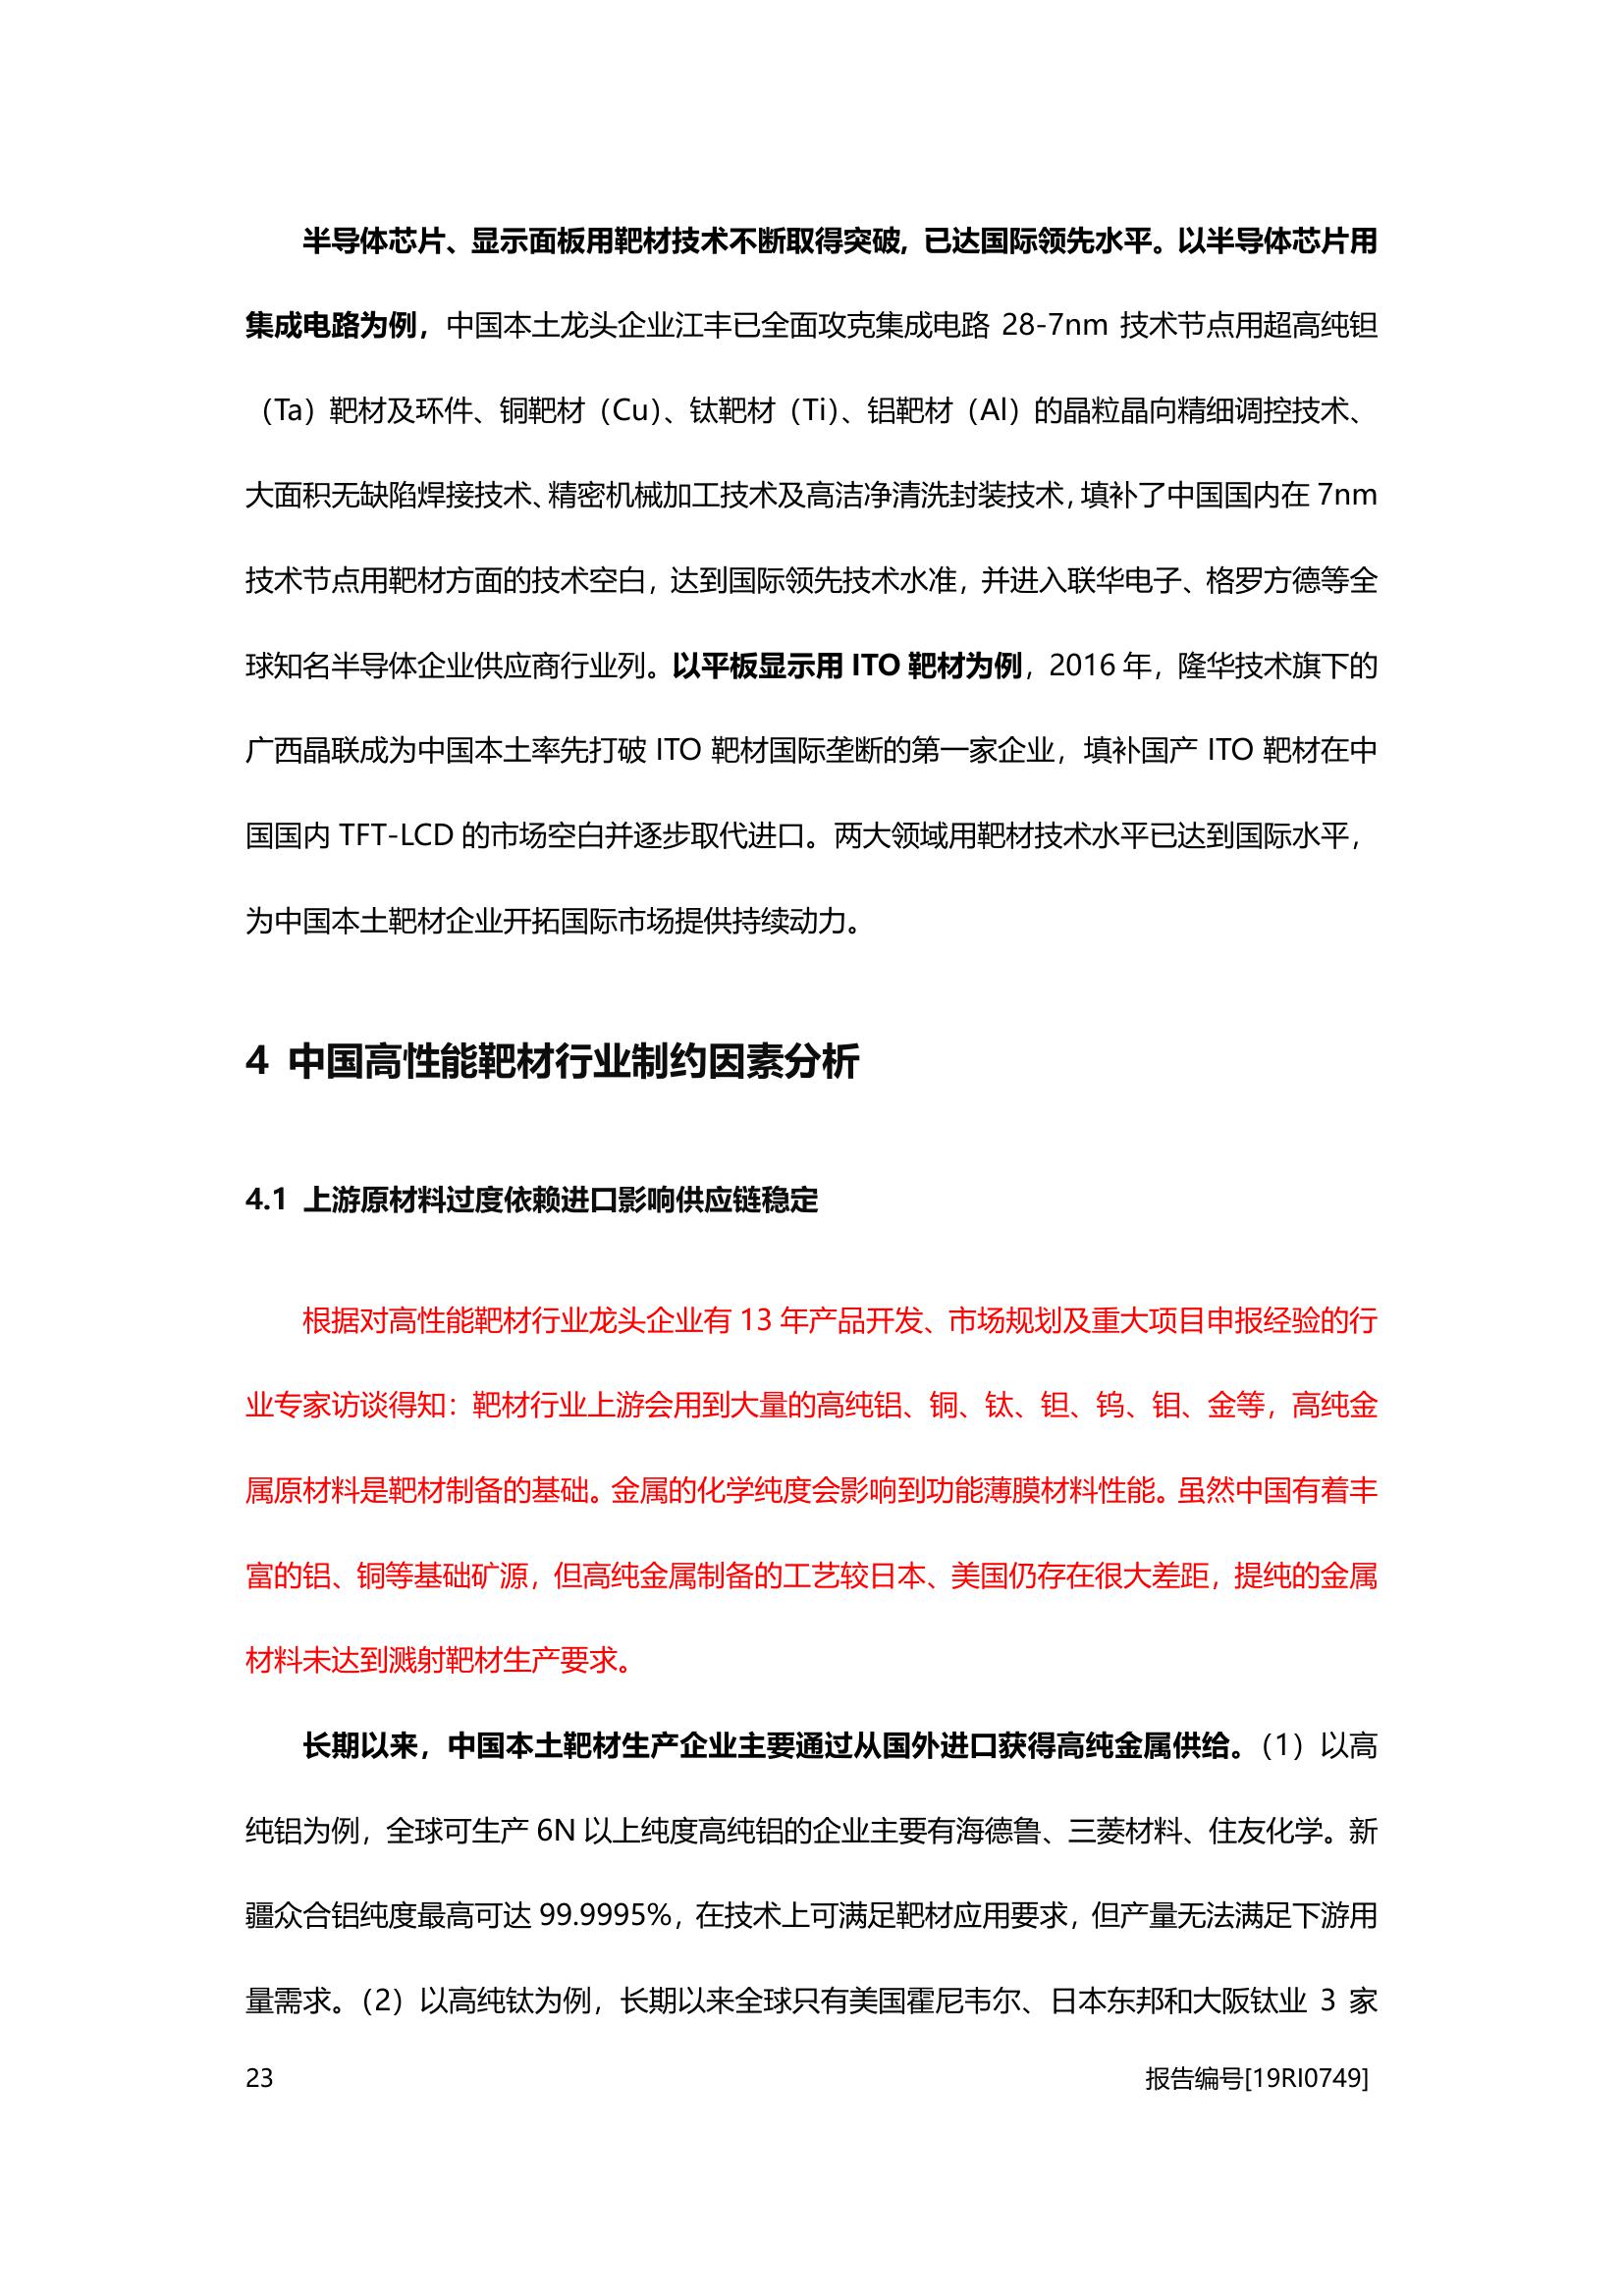 半导体芯片、显示面板用靶材技术不断取得突破，已达国际领先水平。以半导体芯片用
集成电路为例，中国本土龙头企业江丰已全面攻克集成电路 28-7nm 技术节点用超高纯钽
（Ta）靶材及环件、铜靶材（Cu）、钛靶材（Ti）、铝靶材（Al）的晶粒晶向精细调控技术、
大面积无缺陷焊接技术、精密机械加工技术及高洁净清洗封装技术，填补了中国国内在 7nm
技术节点用靶材方面的技术空白，达到国际领先技术水准，并进入联华电子、格罗方德等全
球知名半导体企业供应商行业列。以平板显示用 ITO 靶材为例，2016 年，隆华技术旗下的
广西晶联成为中国本土率先打破 ITO 靶材国际垄断的第一家企业，填补国产 ITO 靶材在中
国国内 TFT-LCD 的市场空白并逐步取代进口。两大领域用靶材技术水平已达到国际水平，
为中国本土靶材企业开拓国际市场提供持续动力。
4 中国高性能靶材行业制约因素分析
4.1 上游原材料过度依赖进口影响供应链稳定
根据对高性能靶材行业龙头企业有 13 年产品开发、市场规划及重大项目申报经验的行
业专家访谈得知：靶材行业上游会用到大量的高纯铝、铜、钛、钽、钨、钼、金等，高纯金
属原材料是靶材制备的基础。金属的化学纯度会影响到功能薄膜材料性能。虽然中国有着丰
富的铝、铜等基础矿源，但高纯金属制备的工艺较日本、美国仍存在很大差距，提纯的金属
材料未达到溅射靶材生产要求。
长期以来，中国本土靶材生产企业主要通过从国外进口获得高纯金属供给。（1）以高
纯铝为例，全球可生产 6N 以上纯度高纯铝的企业主要有海德鲁、三菱材料、住友化学。新
疆众合铝纯度最高可达 99.9995%，在技术上可满足靶材应用要求，但产量无法满足下游用
量需求。（2）以高纯钛为例，长期以来全球只有美国霍尼韦尔、日本东邦和大阪钛业 3 家
23 报告编号[19RI0749]